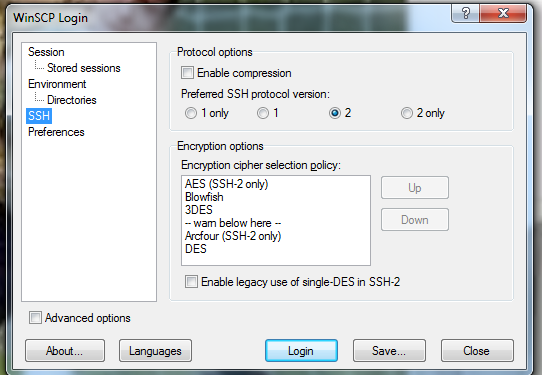 WinSCP Login
Session
Stored sessions
Environment
Directories
SSH
Preferences
Protocol options
Enable compression
Preferred SSH protocol version:
1 only 1 2 2 only
Encryption options
Encryption cipher selection policy:
AES (SSH-2 only)
Blowfish
3DES
-- warn below here --
Arcfour (SSH-2 only)
DES
Up
Down
Enable legacy use of single-DES in SSH-2
Advanced options
About... Languages Login Save... Close